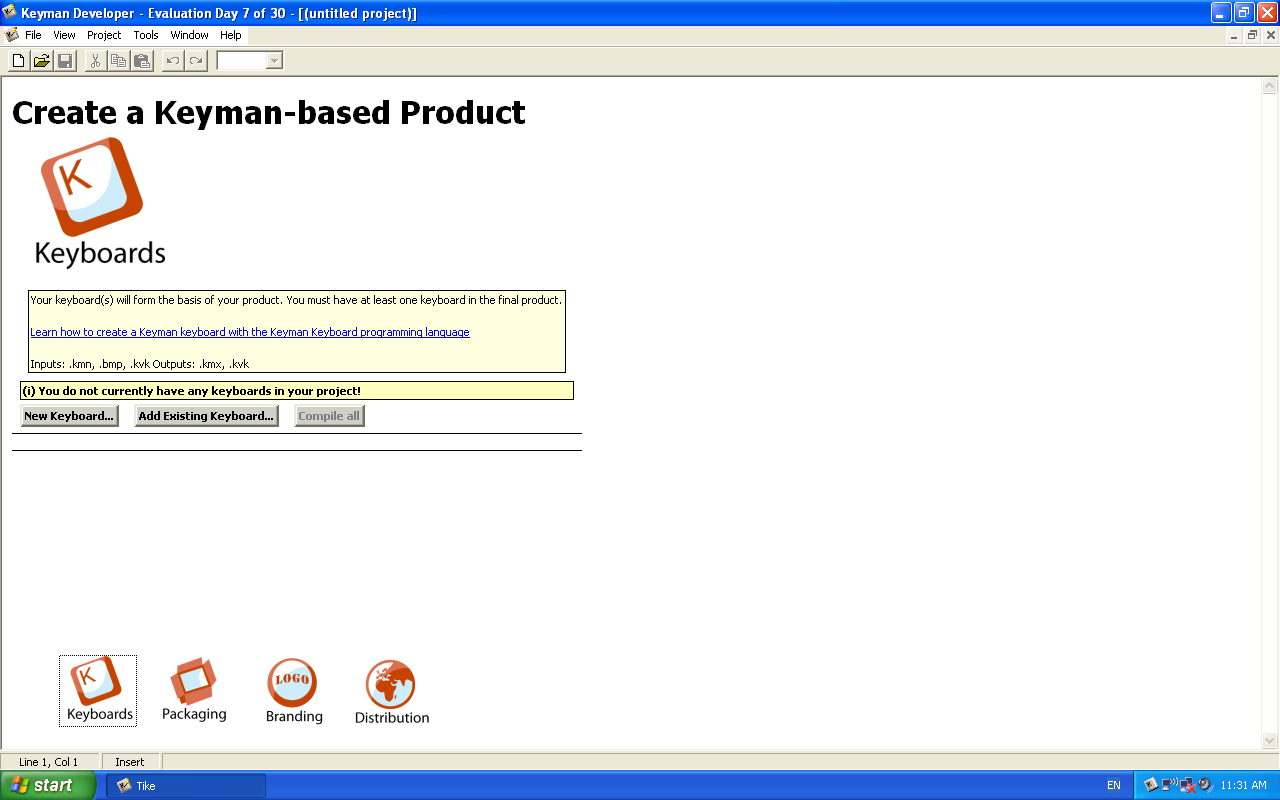 Keyman Developer - Evaluation Day 7 of 30 - [(untitled project)]
File View Project Tools Window Help
Create a Keyman-based Product
K
Keyboards
Your keyboard(s) will form the basis of your product. You must have at least one keyboard in the final product.
Learn how to create a Keyman keyboard with the Keyman Keyboard programming language
Inputs: .kmn, .bmp, .kvk Outputs: .kmx, .kvk
(i) You do not currently have any keyboards in your project!
New Keyboard... Add Existing Keyboard... Compile all
K LOGO
Keyboards Packaging Branding Distribution
Line 1, Col 1 Insert
start Tike EN 11:31 AM